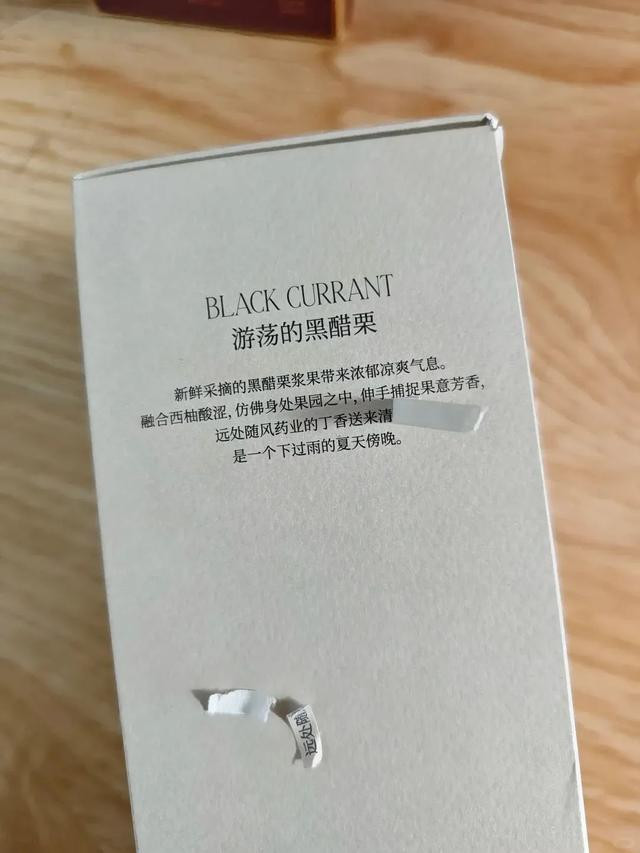 BLACK CURRANT
游荡的黑醋栗
新鲜采摘的黑醋栗浆果带来浓郁凉爽气息。
融合西柚酸涩,仿佛身处果园之中,伸手捕捉果意芳香,
远处随风药业的丁香送来清
是一个下过雨的夏天傍晚。
远处随